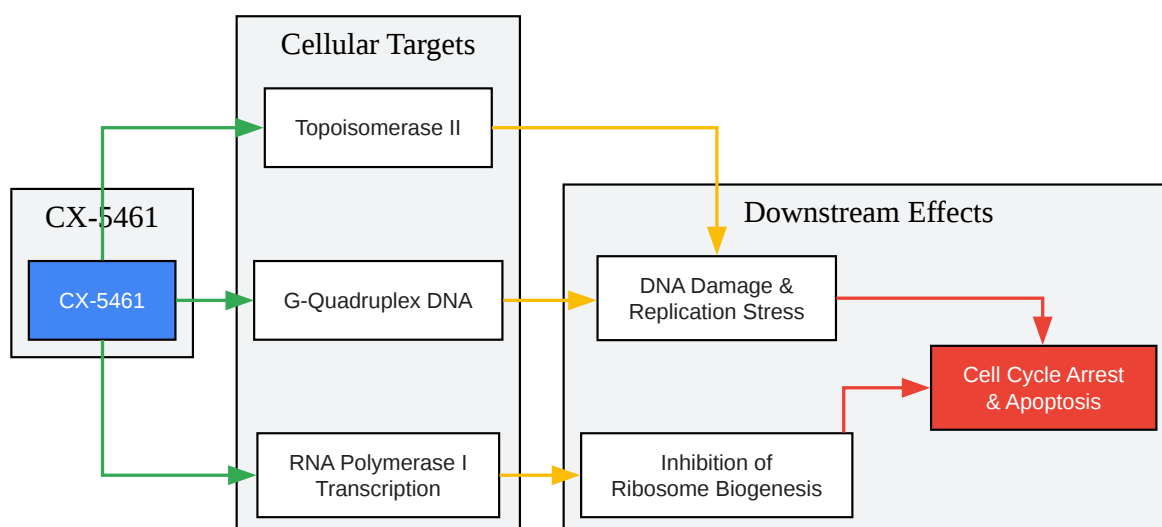 Cellular Targets
Topoisomerase II
CX-5461
Downstream Effects
CX-5461
G-Quadruplex DNA
DNA Damage &
Replication Stress
Cell Cycle Arrest
& Apoptosis
RNA Polymerase I
Transcription
Inhibition of
Ribosome Biogenesis